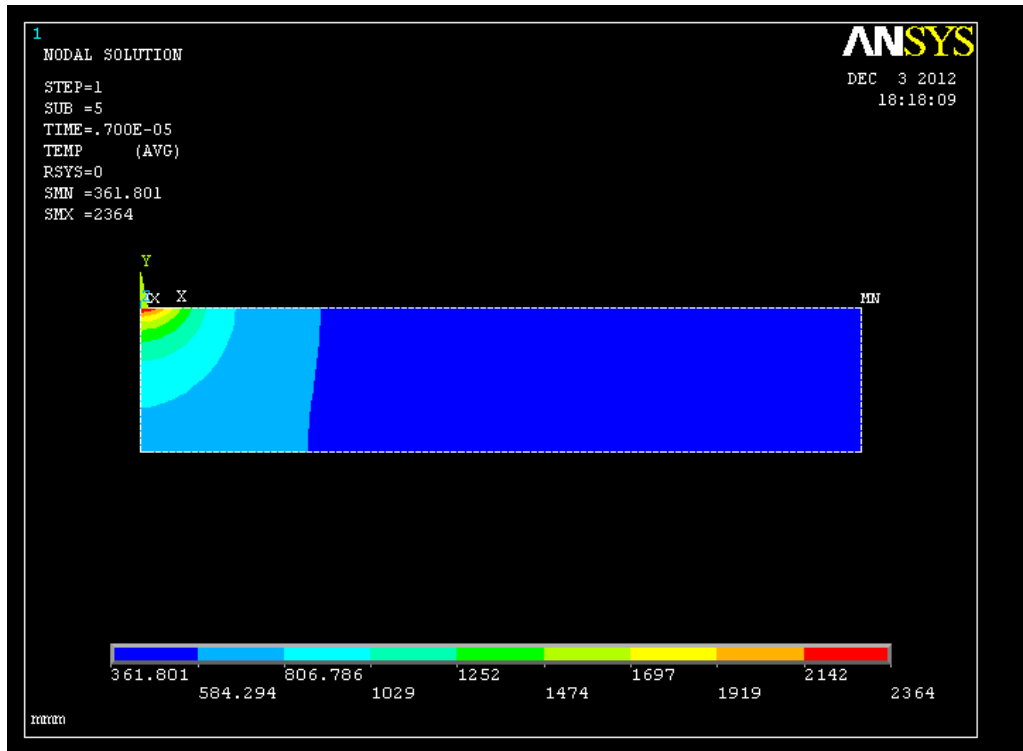 1
NODAL SOLUTION
STEP=1
SUB =5
TIME=.700E-05
TEMP (AVG)
RSYS=0
SMN =361.801
SMX =2364
ANSYS
DEC 3 2012
18:18:09
Y
X
MN
361.801 806.786 1252 1697 2142
584.294 1029 1474 1919 2364
mmm